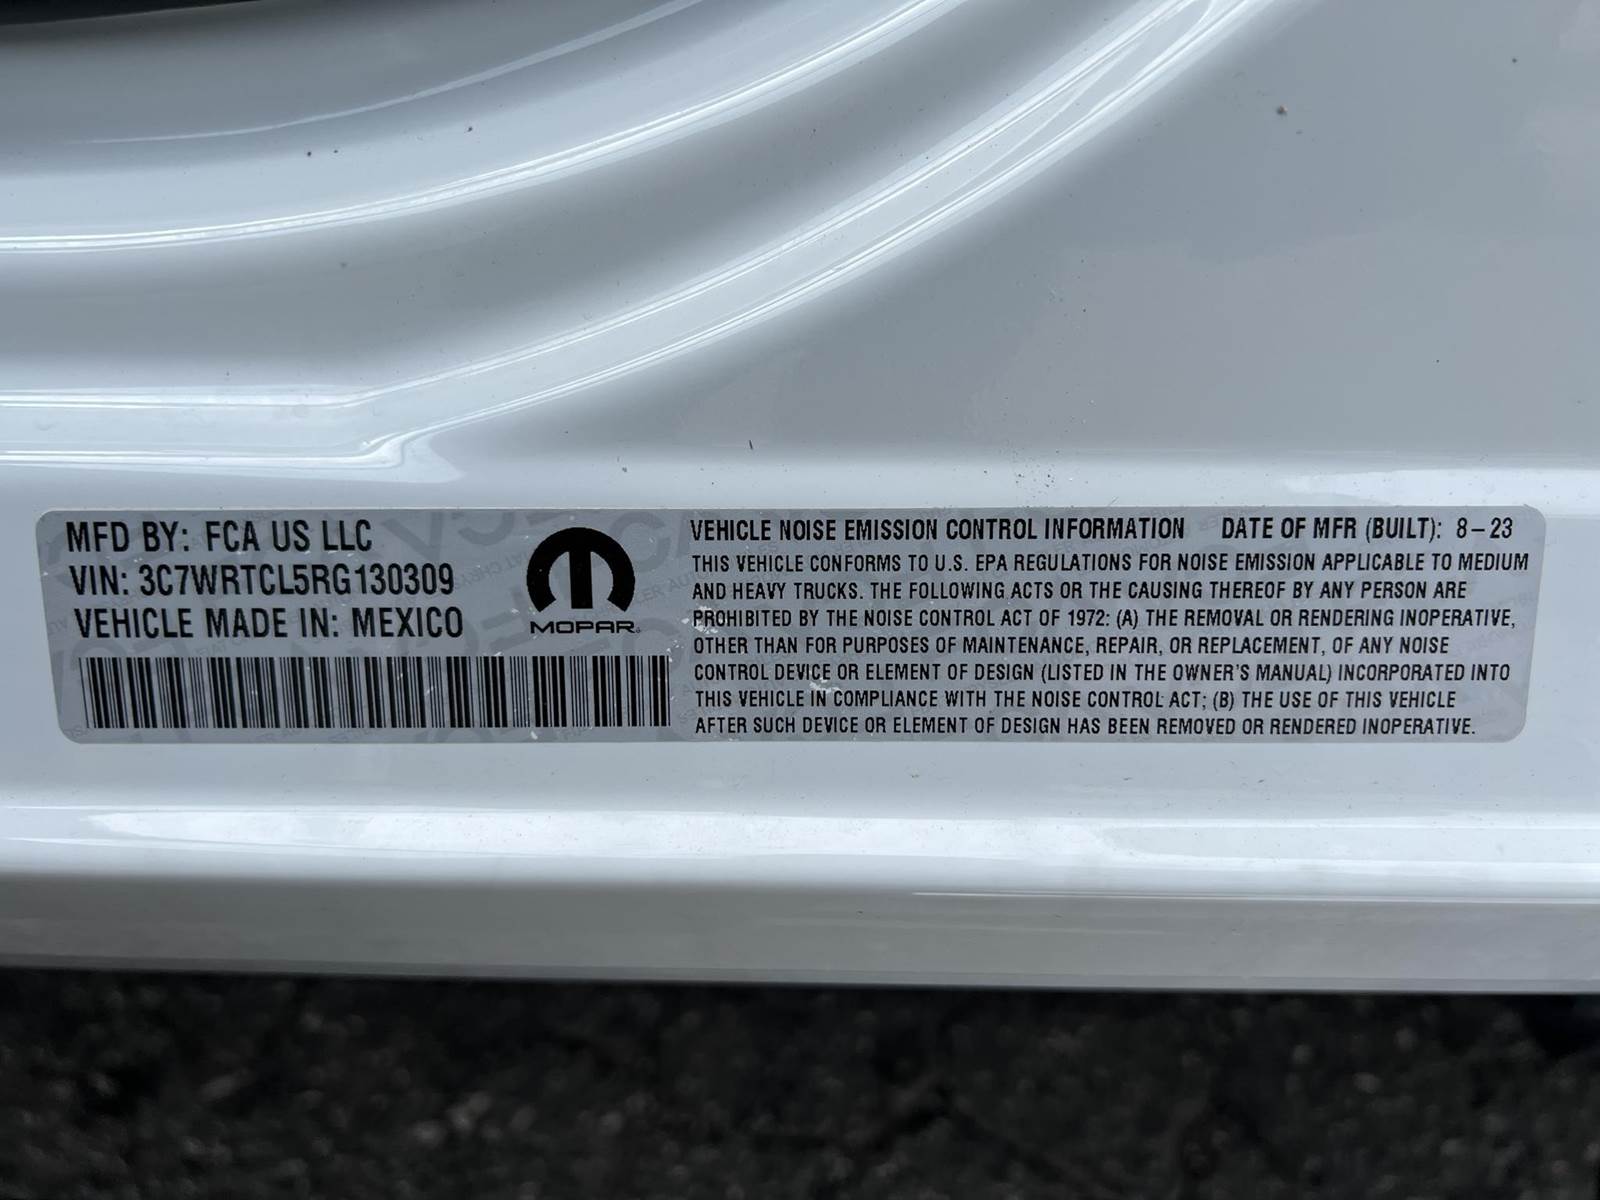 MFD BY: FCA US LLC
VIN: 3C7WRTCL5RG130309
VEHICLE MADE IN: MEXICO
MOPAR
VEHICLE NOISE EMISSION CONTROL INFORMATION DATE OF MFR (BUILT): 8-23
THIS VEHICLE CONFORMS TO U.S. EPA REGULATIONS FOR NOISE EMISSION APPLICABLE TO MEDIUM
AND HEAVY TRUCKS. THE FOLLOWING ACTS OR THE CAUSING THEREOF BY ANY PERSON ARE
PROHIBITED BY THE NOISE CONTROL ACT OF 1972: (A) THE REMOVAL OR RENDERING INOPERATIVE,
OTHER THAN FOR PURPOSES OF MAINTENANCE, REPAIR, OR REPLACEMENT, OF ANY NOISE
CONTROL DEVICE OR ELEMENT OF DESIGN (LISTED IN THE OWNER'S MANUAL) INCORPORATED INTO
THIS VEHICLE IN COMPLIANCE WITH THE NOISE CONTROL ACT; (B) THE USE OF THIS VEHICLE
AFTER SUCH DEVICE OR ELEMENT OF DESIGN HAS BEEN REMOVED OR RENDERED INOPERATIVE.